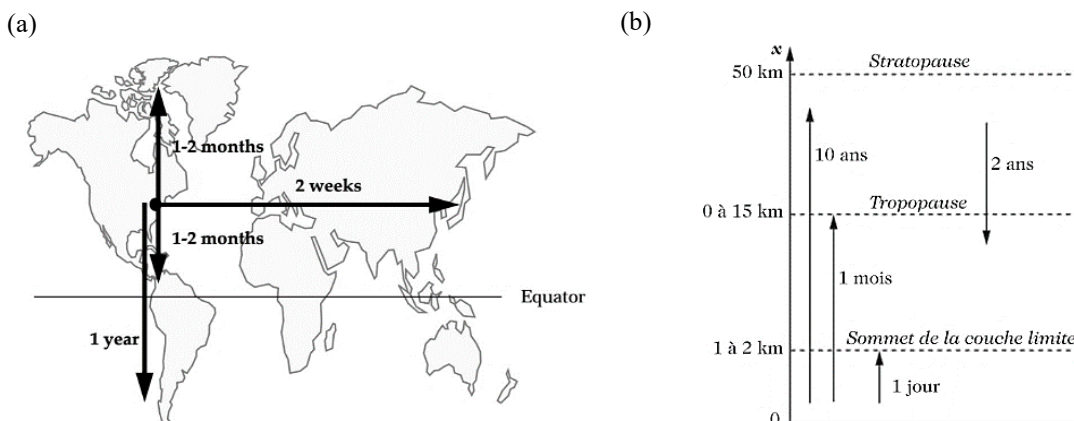 (a)
1-2 months
2 weeks
1-2 months
Equator
1 year
(b)
x
50 km
Stratopause
10 ans
2 ans
0 à 15 km
Tropopause
1 mois
1 à 2 km
Sommet de la couche limite
1 jour
0